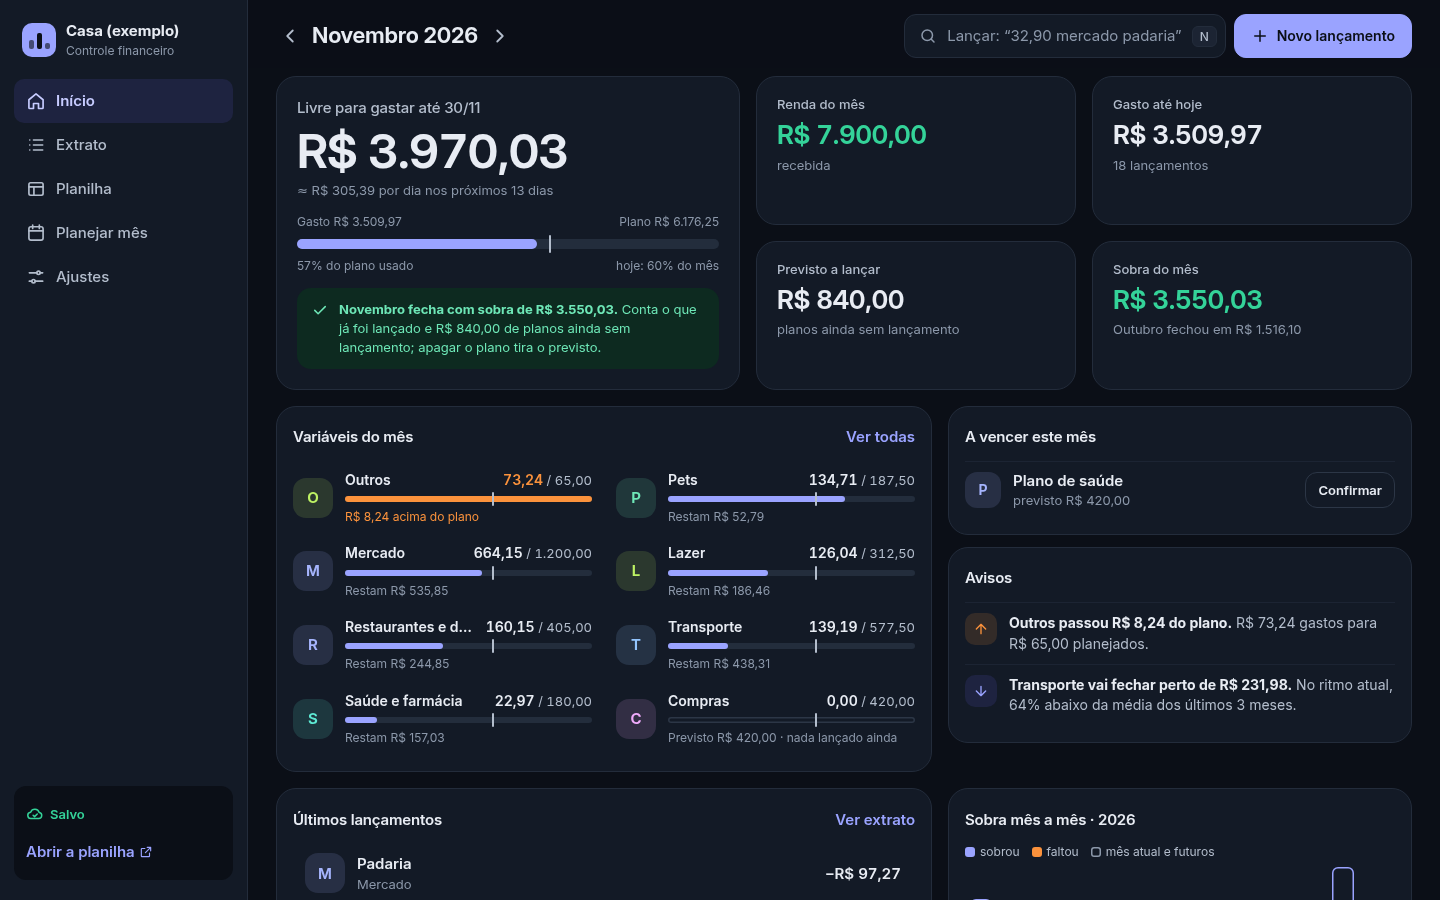 Casa (exemplo)
Controle financeiro
Início
Extrato
Planilha
Planejar mês
Ajustes
Salvo
Abrir a planilha
Novembro 2026
Lançar: “32,90 mercado padaria”
N
Novo lançamento
Livre para gastar até 30/11
R$ 3.970,03
≈ R$ 305,39 por dia nos próximos 13 dias
Gasto R$ 3.509,97
Plano R$ 6.176,25
57% do plano usado
hoje: 60% do mês
Novembro fecha com sobra de R$ 3.550,03. Conta o que
já foi lançado e R$ 840,00 de planos ainda sem
lançamento; apagar o plano tira o previsto.
Renda do mês
R$ 7.900,00
recebida
Gasto até hoje
R$ 3.509,97
18 lançamentos
Previsto a lançar
R$ 840,00
planos ainda sem lançamento
Sobra do mês
R$ 3.550,03
Outubro fechou em R$ 1.516,10
Variáveis do mês
Ver todas
O
Outros
73,24 / 65,00
R$ 8,24 acima do plano
P
Pets
134,71 / 187,50
Restam R$ 52,79
M
Mercado
664,15 / 1.200,00
Restam R$ 535,85
L
Lazer
126,04 / 312,50
Restam R$ 186,46
R
Restaurantes e d...
160,15 / 405,00
Restam R$ 244,85
T
Transporte
139,19 / 577,50
Restam R$ 438,31
S
Saúde e farmácia
22,97 / 180,00
Restam R$ 157,03
C
Compras
0,00 / 420,00
Previsto R$ 420,00 · nada lançado ainda
A vencer este mês
P
Plano de saúde
previsto R$ 420,00
Confirmar
Avisos
Outros passou R$ 8,24 do plano. R$ 73,24 gastos para
R$ 65,00 planejados.
Transporte vai fechar perto de R$ 231,98. No ritmo atual,
64% abaixo da média dos últimos 3 meses.
Últimos lançamentos
Ver extrato
M
Padaria
Mercado
−R$ 97,27
Sobra mês a mês · 2026
sobrou
faltou
mês atual e futuros